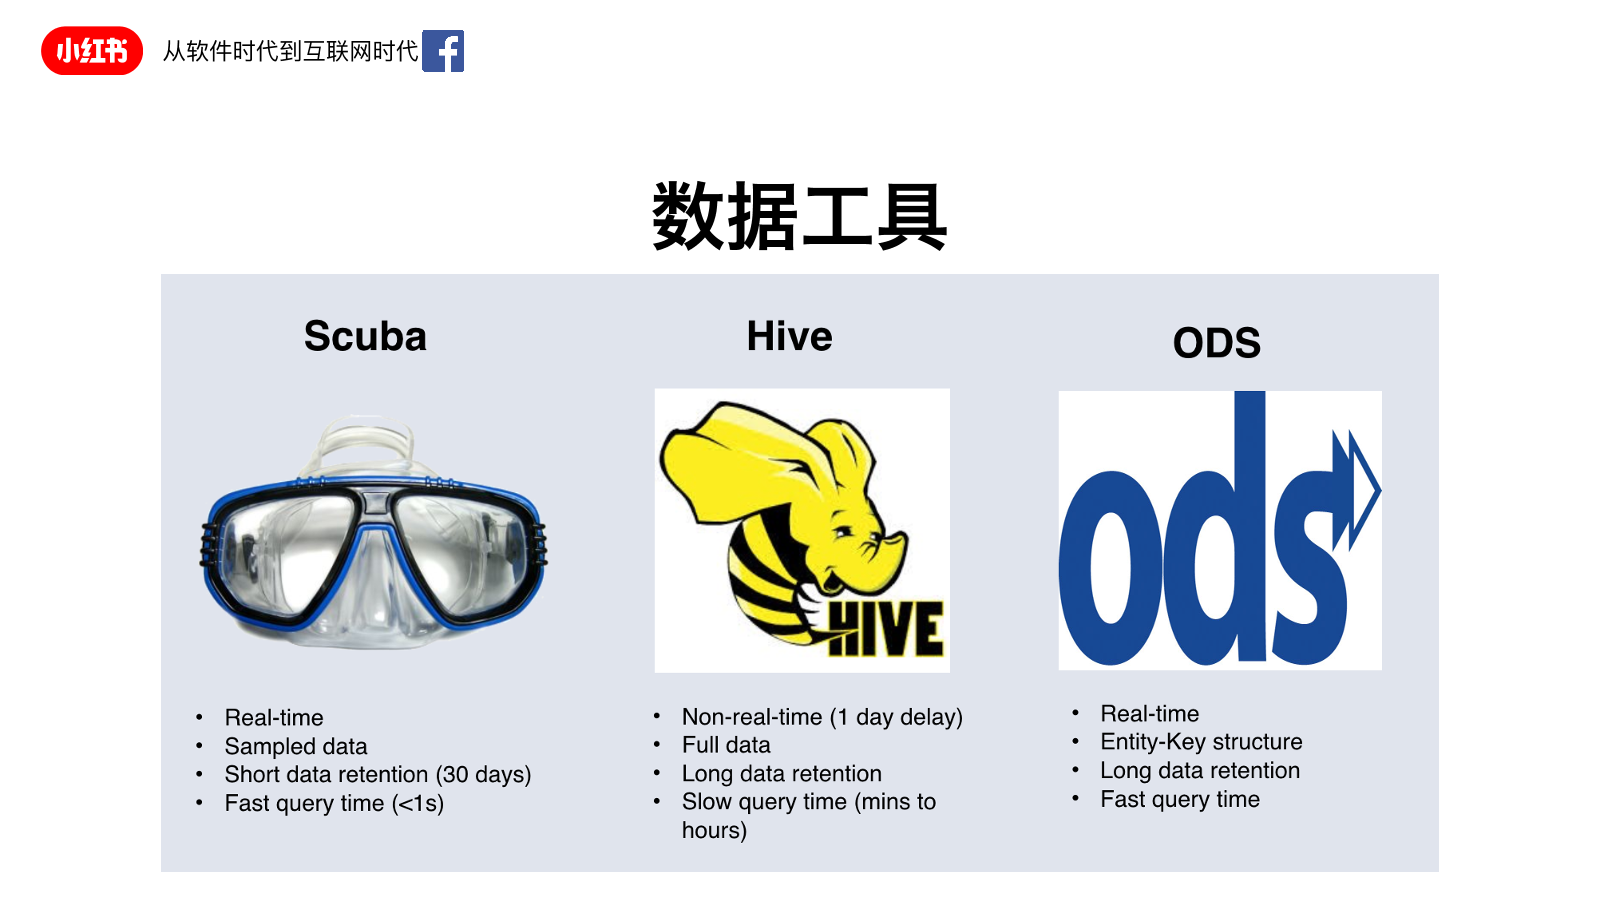 小红书
从软件时代到互联网时代
f
数据工具
Scuba
Hive
ODS
HIVE
ods
• Real-time
• Sampled data
• Short data retention (30 days)
• Fast query time (<1s)
• Non-real-time (1 day delay)
• Full data
• Long data retention
• Slow query time (mins to
hours)
• Real-time
• Entity-Key structure
• Long data retention
• Fast query time